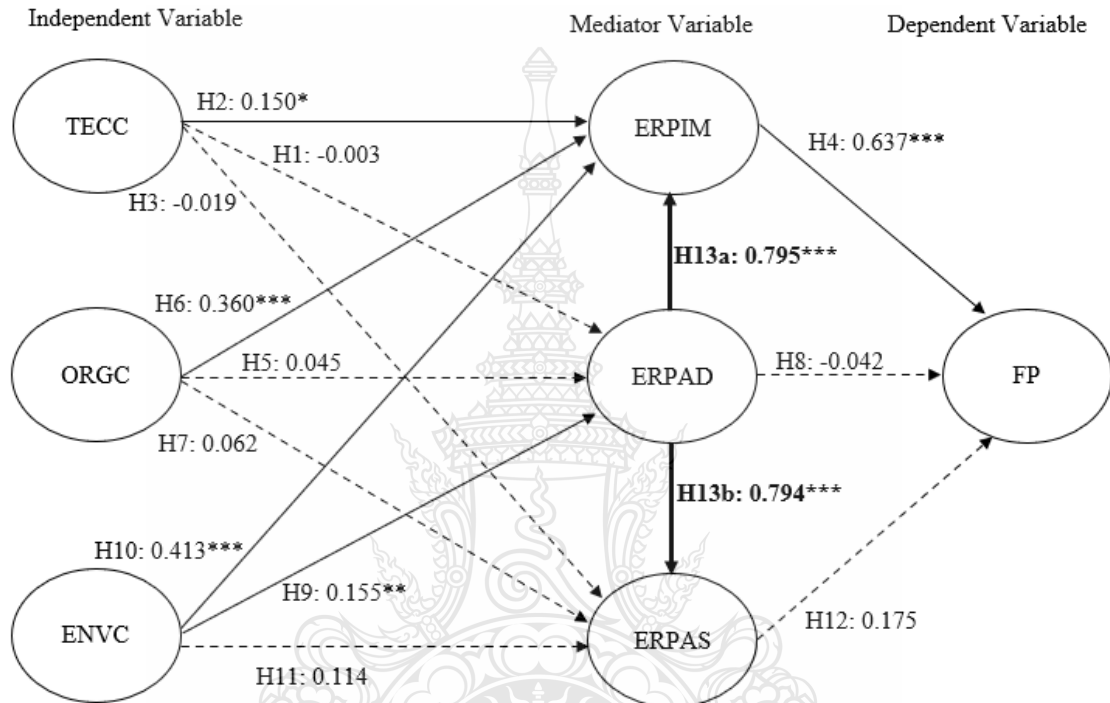 Independent Variable
Mediator Variable
Dependent Variable
TECC
H2: 0.150*
ERPIM
H4: 0.637***
H1: -0.003
H3: -0.019
H13a: 0.795***
H6: 0.360***
ORGC
H5: 0.045
ERPAD
H8: -0.042
FP
H7: 0.062
H13b: 0.794***
H10: 0.413***
H9: 0.155**
ENVC
ERPAS
H12: 0.175
H11: 0.114